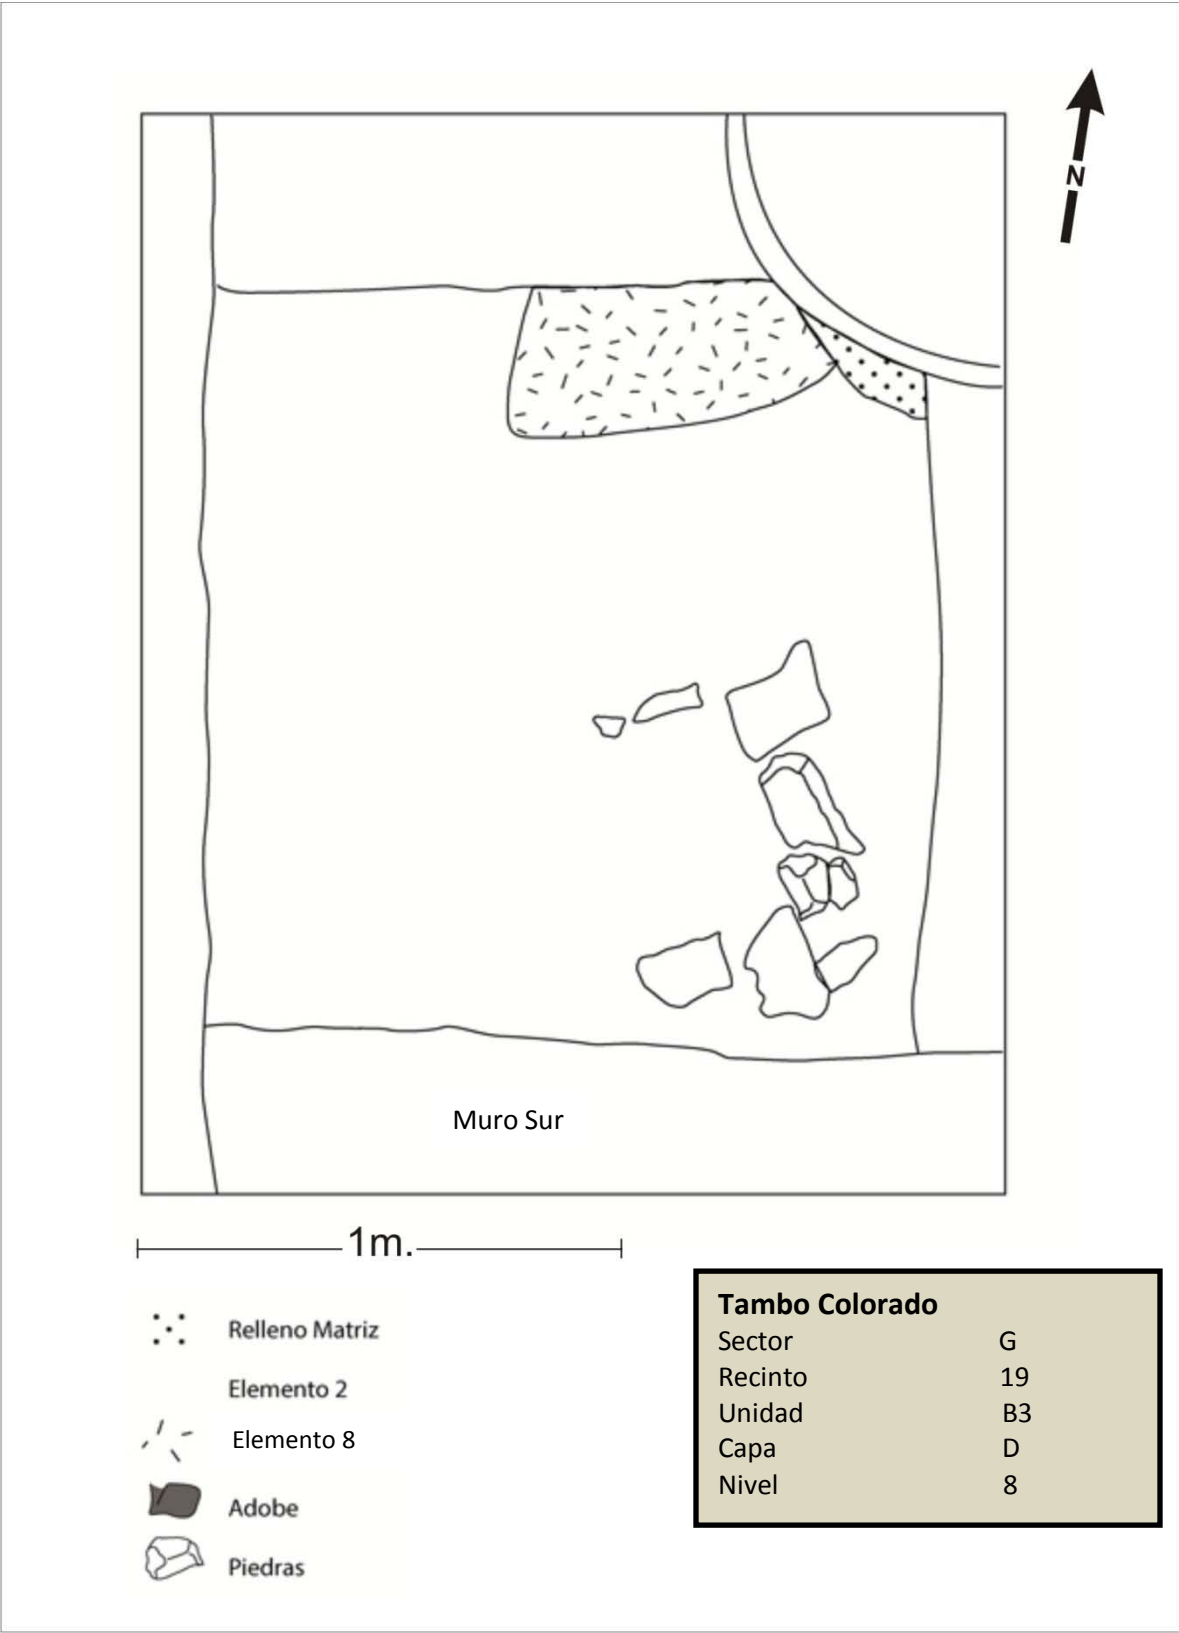 N
Muro Sur
1m.
Relleno Matriz
Elemento 2
Elemento 8
Adobe
Piedras
Tambo Colorado
Sector G
Recinto 19
Unidad B3
Capa D
Nivel 8